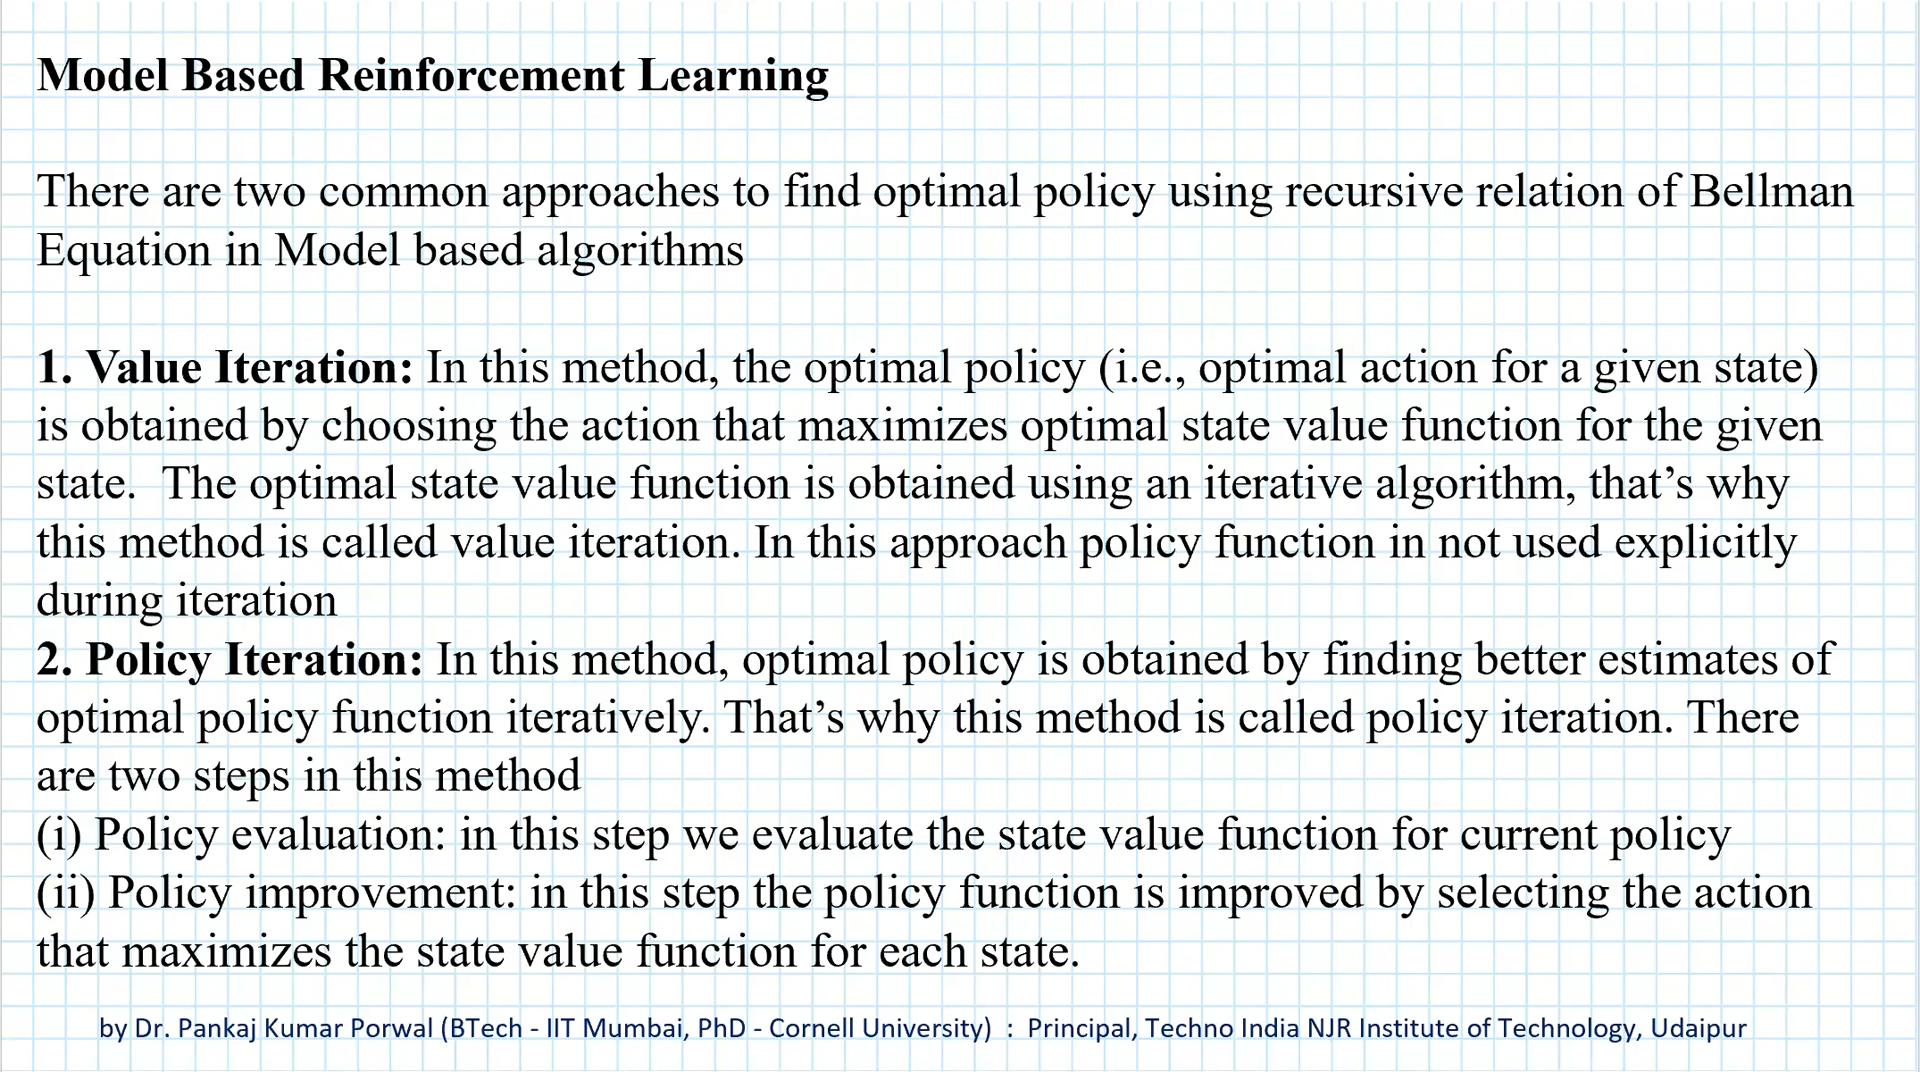 Model Based Reinforcement Learning
There are two common approaches to find optimal policy using recursive relation of Bellman
Equation in Model based algorithms
1. Value Iteration: In this method, the optimal policy (i.e., optimal action for a given state)
is obtained by choosing the action that maximizes optimal state value function for the given
state.  The optimal state value function is obtained using an iterative algorithm, that’s why
this method is called value iteration. In this approach policy function in not used explicitly
during iteration
2. Policy Iteration: In this method, optimal policy is obtained by finding better estimates of
optimal policy function iteratively. That’s why this method is called policy iteration. There
are two steps in this method
(i) Policy evaluation: in this step we evaluate the state value function for current policy
(ii) Policy improvement: in this step the policy function is improved by selecting the action
that maximizes the state value function for each state.
by Dr. Pankaj Kumar Porwal (BTech - IIT Mumbai, PhD - Cornell University)  :  Principal, Techno India NJR Institute of Technology, Udaipur